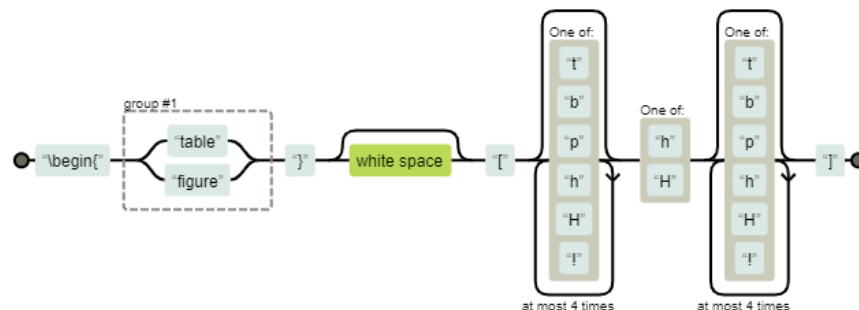 One of:
One of:
“t”
“t”
“b”
“b”
group #1
One of:
“\begin{”
“table”
“figure”
“}”
white space
“[”
“p”
“h”
“H”
“!”
“h”
“H”
“p”
“h”
“H”
“!”
“]”
at most 4 times
at most 4 times